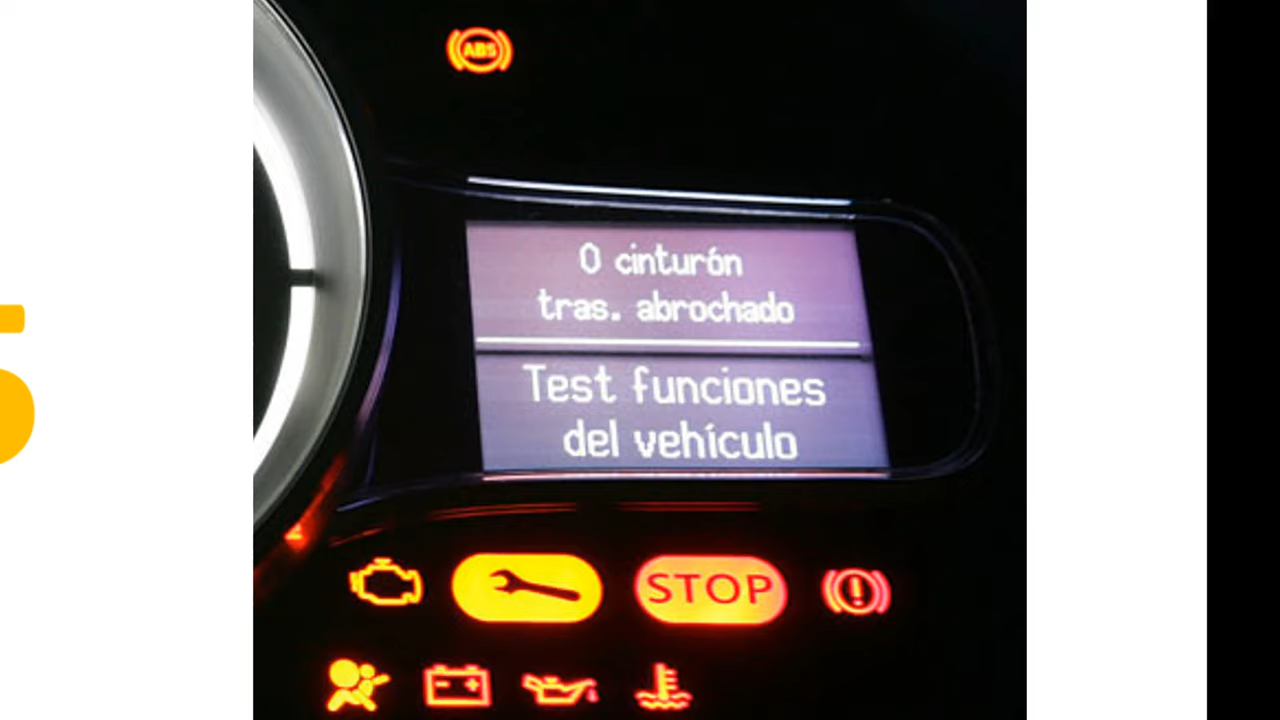 ABS
0 cinturón
tras. abrochado
Test funciones
del vehículo
STOP